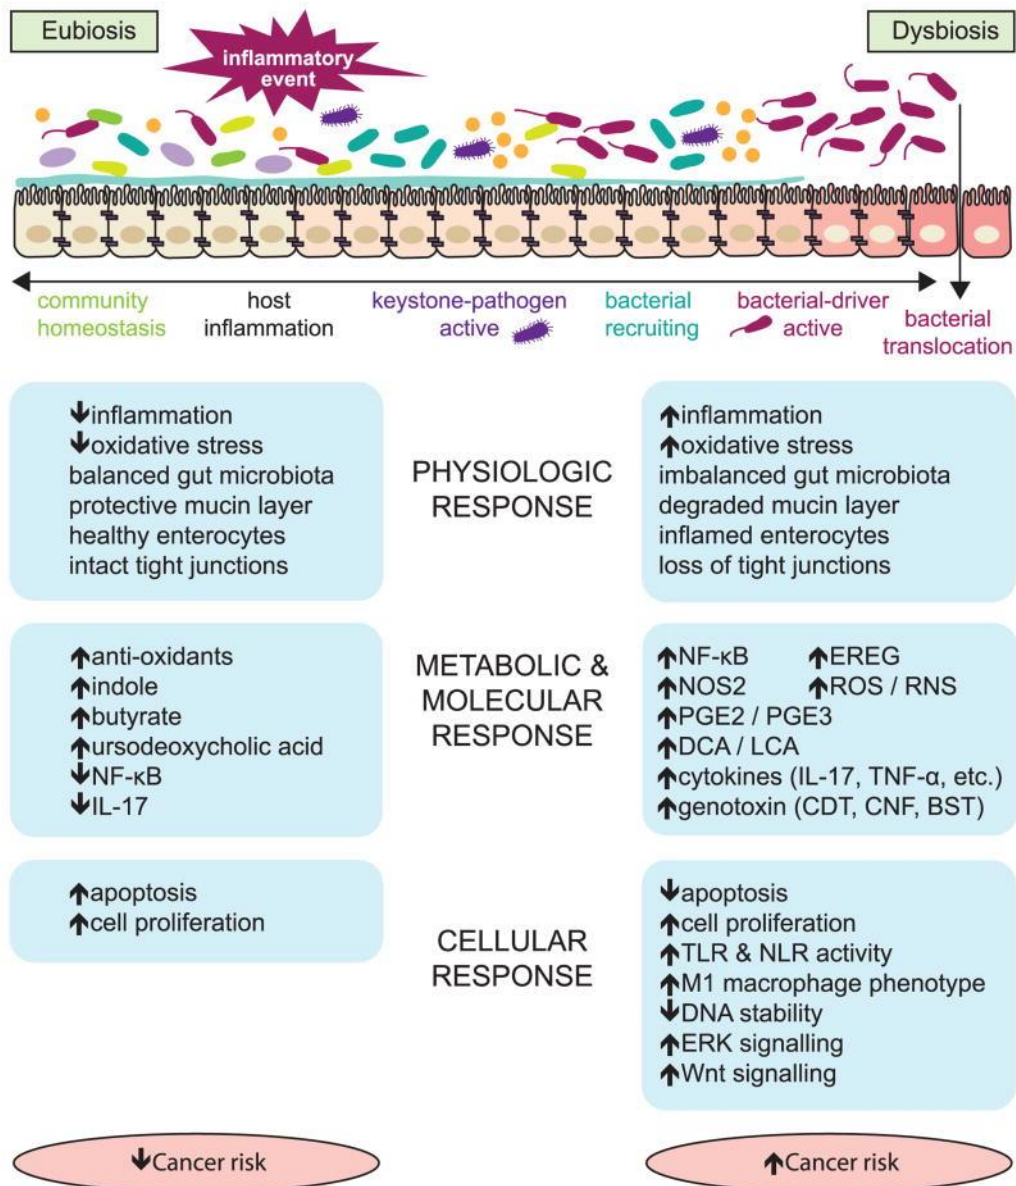 Eubiosis
Dysbiosis
inflammatory
event
community
homeostasis
host
inflammation
keystone-pathogen
active
bacterial
recruiting
bacterial-driver
active
bacterial
translocation
↓inflammation
↓oxidative stress
balanced gut microbiota
protective mucin layer
healthy enterocytes
intact tight junctions
PHYSIOLOGIC
RESPONSE
↑inflammation
↑oxidative stress
imbalanced gut microbiota
degraded mucin layer
inflamed enterocytes
loss of tight junctions
↑anti-oxidants
↑indole
↑butyrate
↑ursodeoxycholic acid
↓NF-κB
↓IL-17
METABOLIC &
MOLECULAR
RESPONSE
↑NF-κB ↑EREG
↑NOS2 ↑ROS / RNS
↑PGE2 / PGE3
↑DCA / LCA
↑cytokines (IL-17, TNF-α, etc.)
↑genotoxin (CDT, CNF, BST)
↑apoptosis
↑cell proliferation
CELLULAR
RESPONSE
↓apoptosis
↑cell proliferation
↑TLR & NLR activity
↑M1 macrophage phenotype
↓DNA stability
↑ERK signalling
↑Wnt signalling
↓Cancer risk
↑Cancer risk